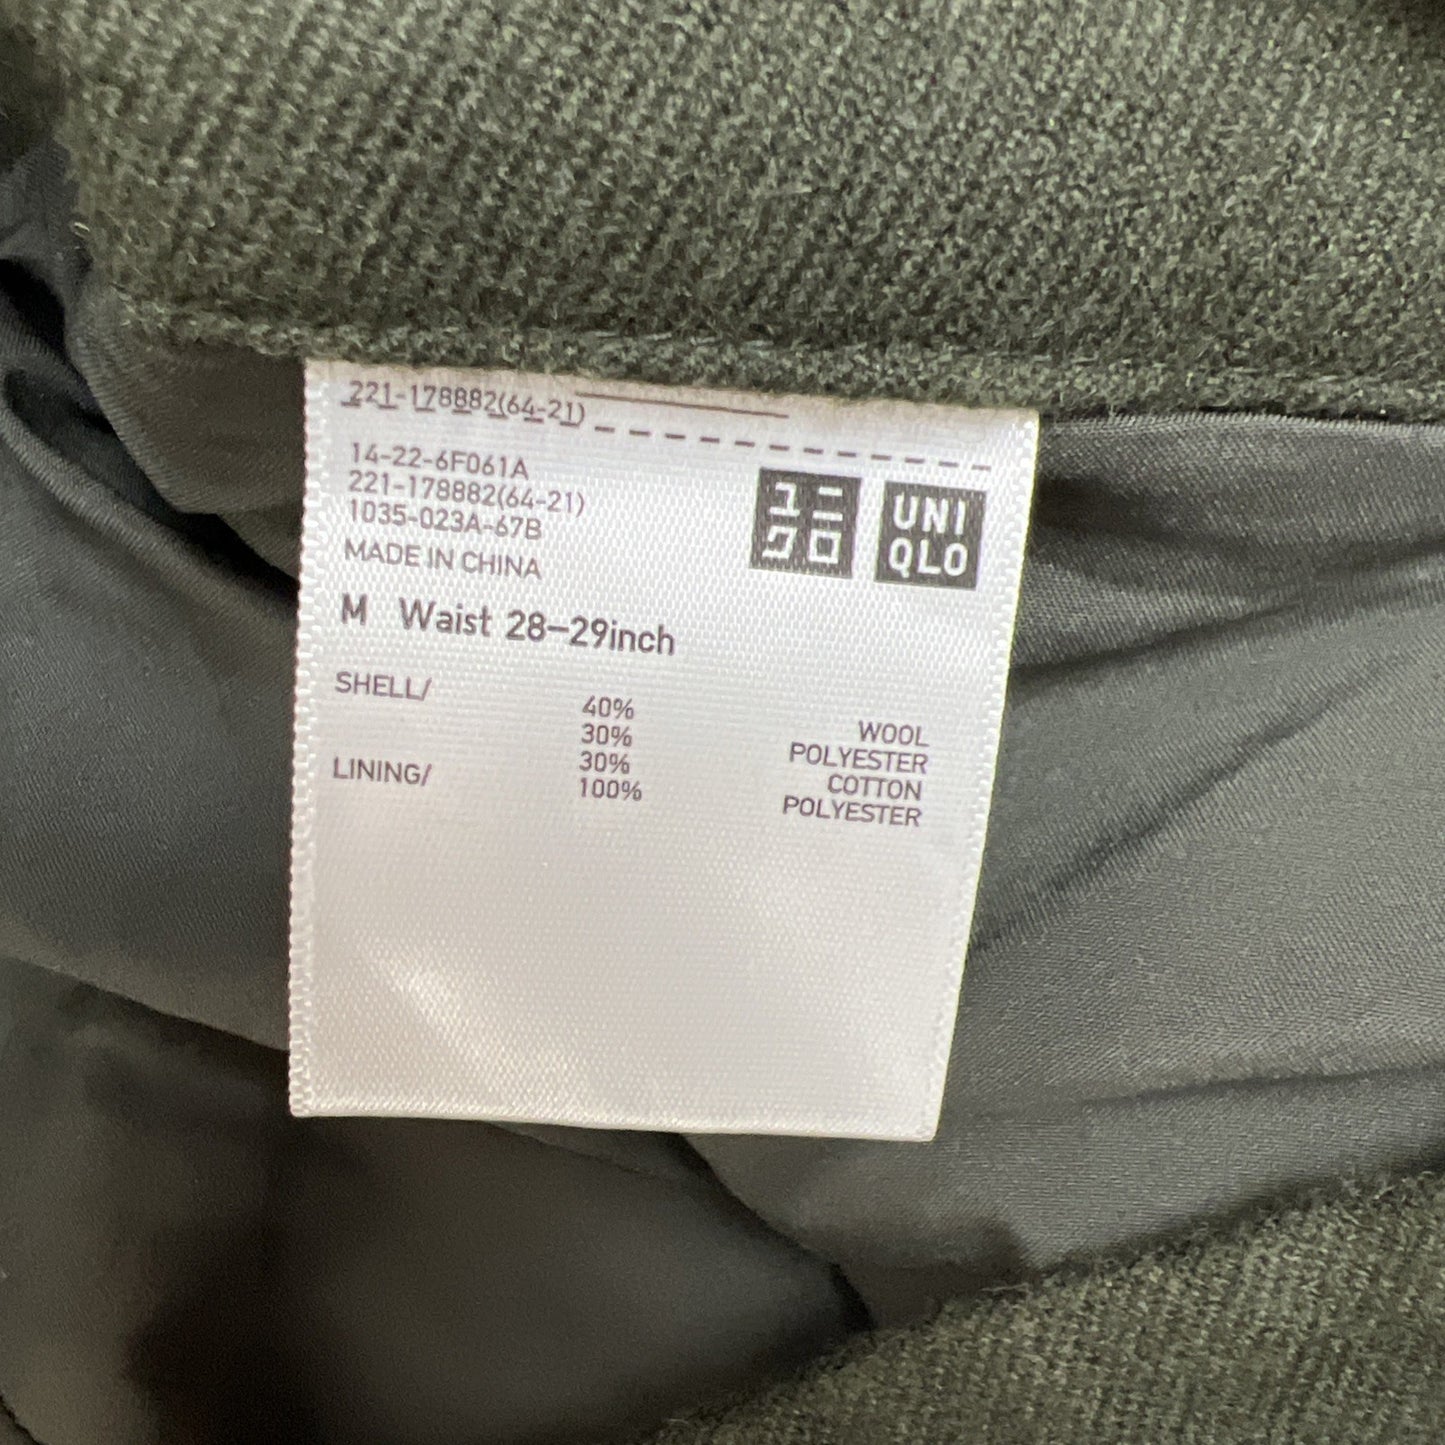 221-178882(64-21)
14-22-6F061A
221-178882(64-21)
1035-023A-67B
MADE IN CHINA
ユニ
クロ
UNI
QLO
M Waist 28-29inch
SHELL/
40% WOOL
30% POLYESTER
30% COTTON
LINING/
100% POLYESTER